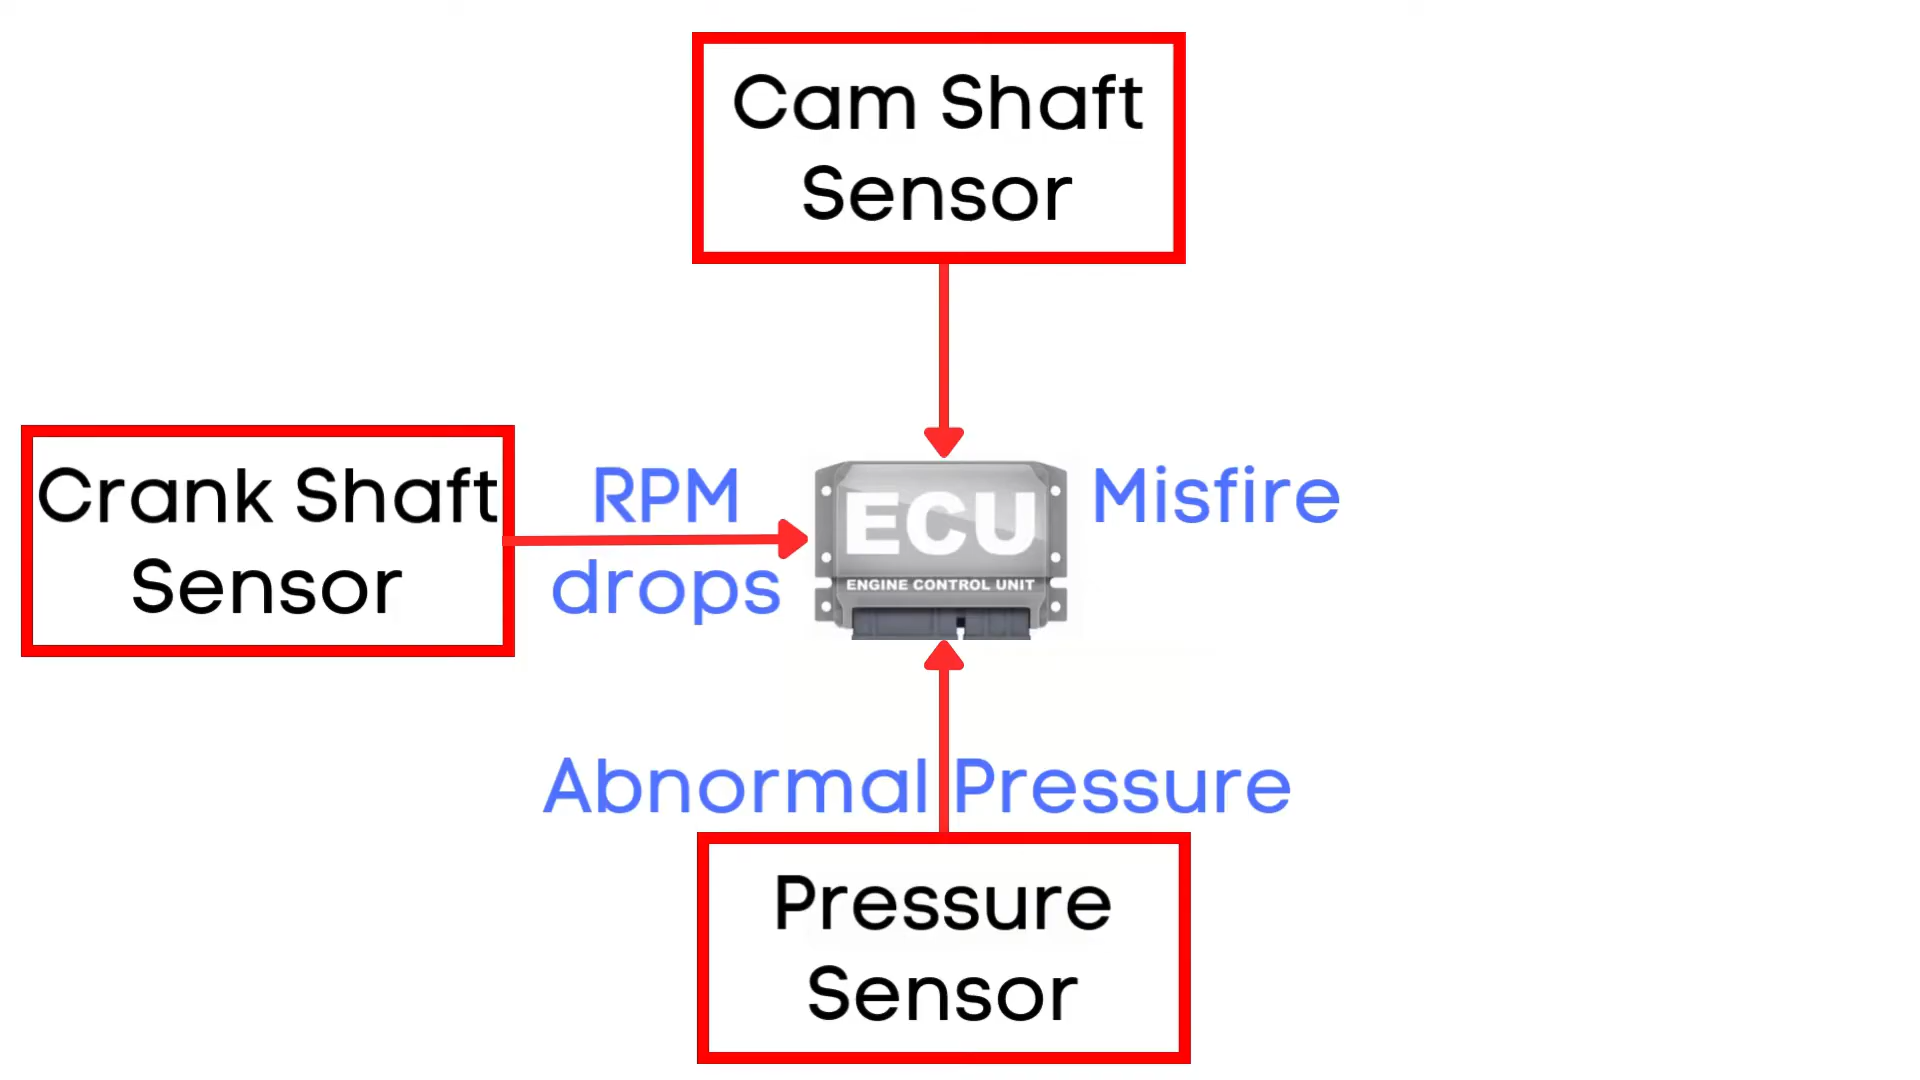 Cam Shaft
Sensor
Crank Shaft
Sensor
RPM
drops
ECU
ENGINE CONTROL UNIT
Misfire
Abnormal Pressure
Pressure
Sensor